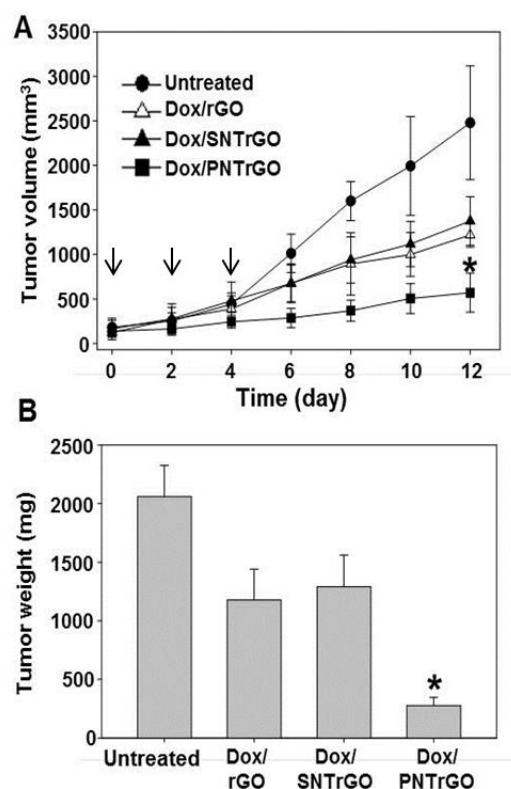 A
3500
3000
2500
2000
1500
1000
500
0
Tumor volume (mm³)
Untreated
Dox/rGO
Dox/SNTrGO
Dox/PNTrGO
*
0 2 4 6 8 10 12
Time (day)
B
2500
2000
1500
1000
500
0
Tumor weight (mg)
*
Untreated Dox/ Dox/ Dox/
rGO SNTrGO PNTrGO